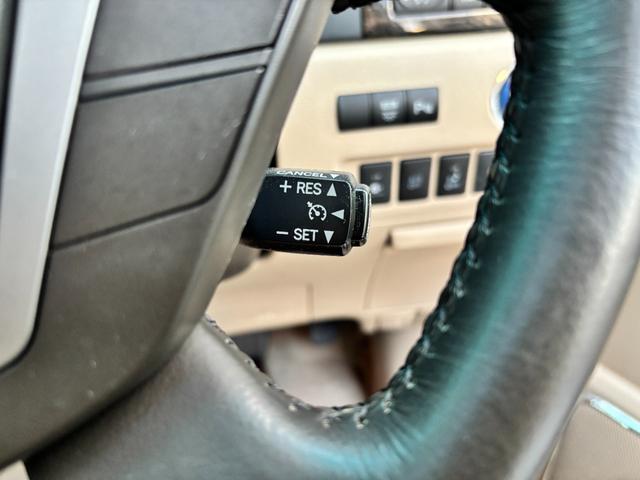 CANCEL ▼
+ RES ▲
◄
− SET ▼